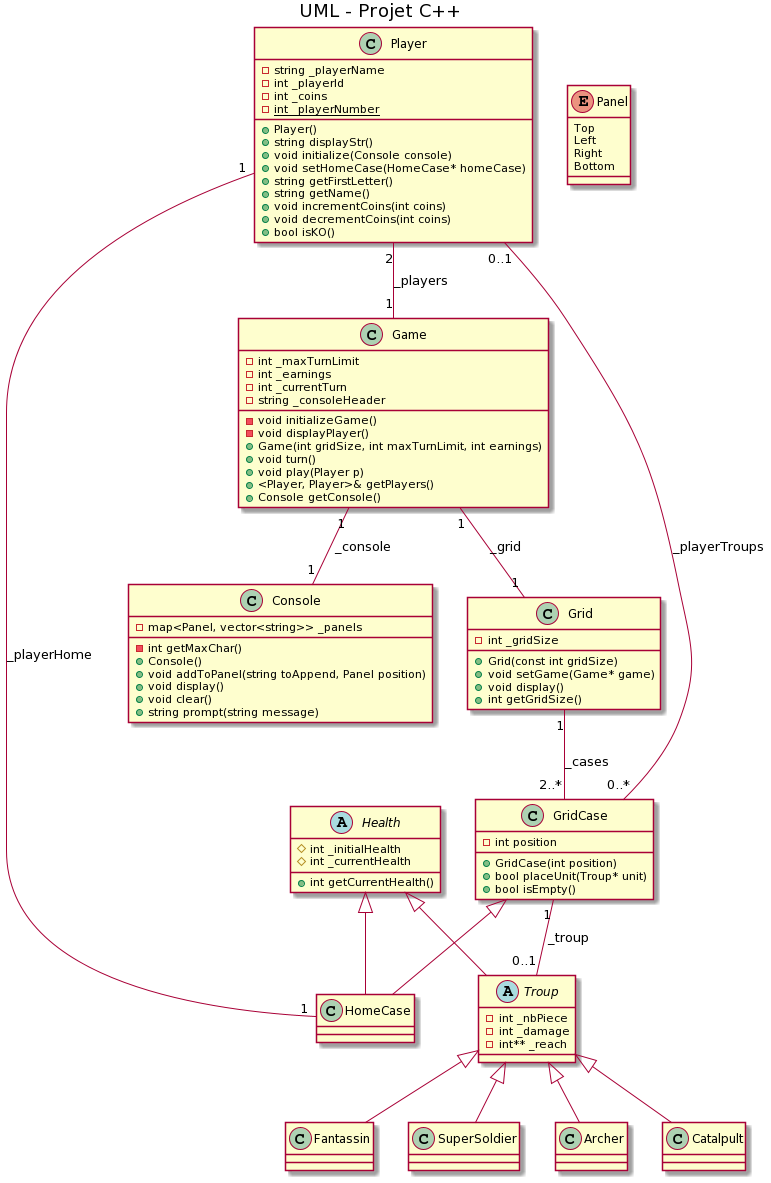 UML - Projet C++
C Player
string _playerName
int _playerId
int _coins
int _playerNumber
Player()
string displayStr()
void initialize(Console console)
void setHomeCase(HomeCase* homeCase)
string getFirstLetter()
string getName()
void incrementCoins(int coins)
void decrementCoins(int coins)
bool isKO()
E Panel
Top
Left
Right
Bottom
1
2
0..1
_players
1
C Game
int _maxTurnLimit
int _earnings
int _currentTurn
string _consoleHeader
void initializeGame()
void displayPlayer()
Game(int gridSize, int maxTurnLimit, int earnings)
void turn()
void play(Player p)
<Player, Player>& getPlayers()
Console getConsole()
1
1
_console
_grid
_playerTroups
1
1
C Console
map<Panel, vector<string>> _panels
int getMaxChar()
Console()
void addToPanel(string toAppend, Panel position)
void display()
void clear()
string prompt(string message)
C Grid
int _gridSize
Grid(const int gridSize)
void setGame(Game* game)
void display()
int getGridSize()
_playerHome
1
_cases
2..*
0..*
A Health
int _initialHealth
int _currentHealth
int getCurrentHealth()
C GridCase
int position
GridCase(int position)
bool placeUnit(Troup* unit)
bool isEmpty()
1
_troup
0..1
1
C HomeCase
A Troup
int _nbPiece
int _damage
int** _reach
C Fantassin
C SuperSoldier
C Archer
C Catalpult